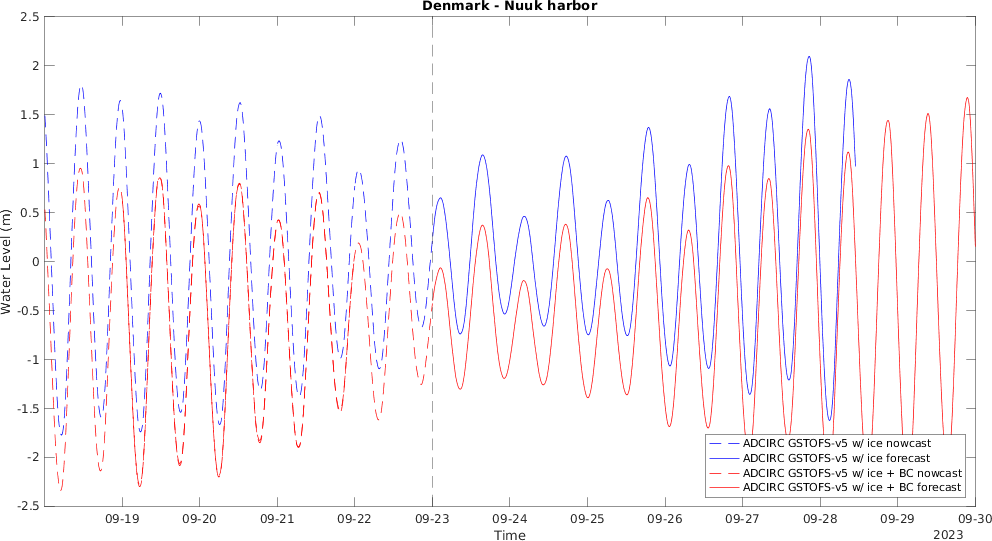 Denmark - Nuuk harbor
2.5
2
1.5
1
0.5
0
-0.5
-1
-1.5
-2
-2.5
Water Level (m)
09-19 09-20 09-21 09-22 09-23 09-24 09-25 09-26 09-27 09-28 09-29 09-30
Time
2023
ADCIRC GSTOFS-v5 w/ ice nowcast
ADCIRC GSTOFS-v5 w/ ice forecast
ADCIRC GSTOFS-v5 w/ ice + BC nowcast
ADCIRC GSTOFS-v5 w/ ice + BC forecast